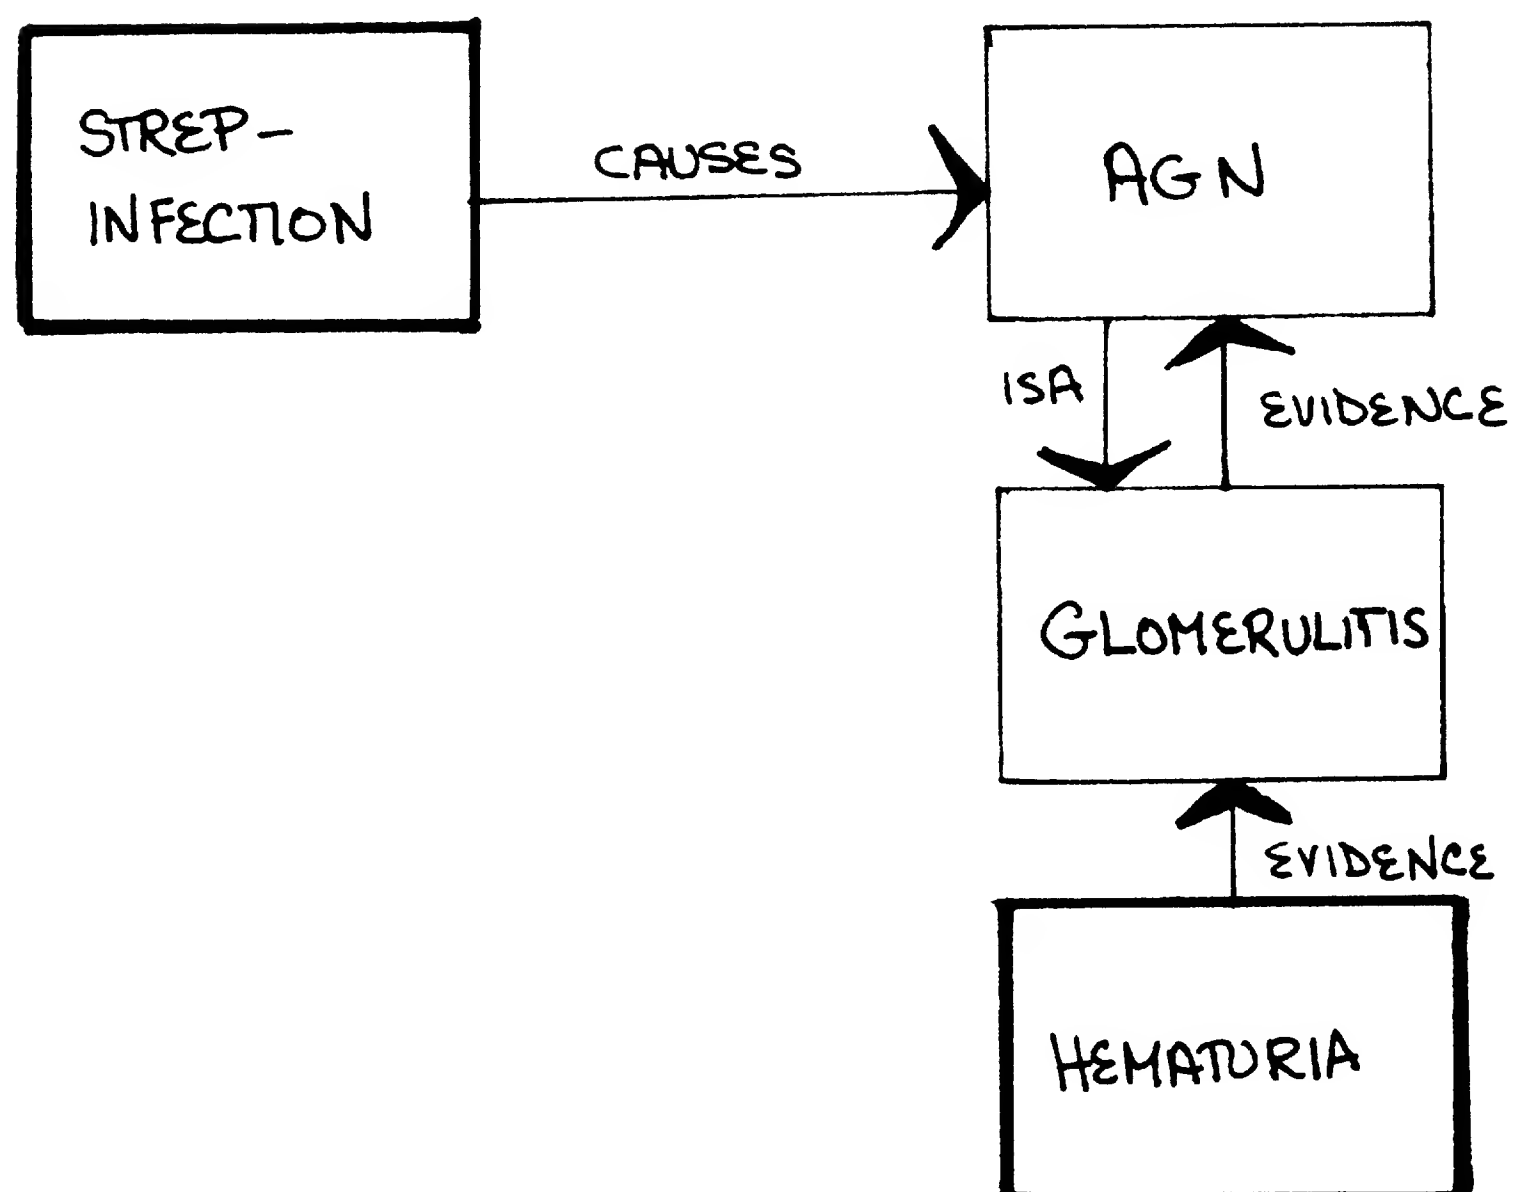 STREP-
INFECTION
CAUSES
AGN
ISA
EVIDENCE
GLOMERULITIS
EVIDENCE
HEMATURIA